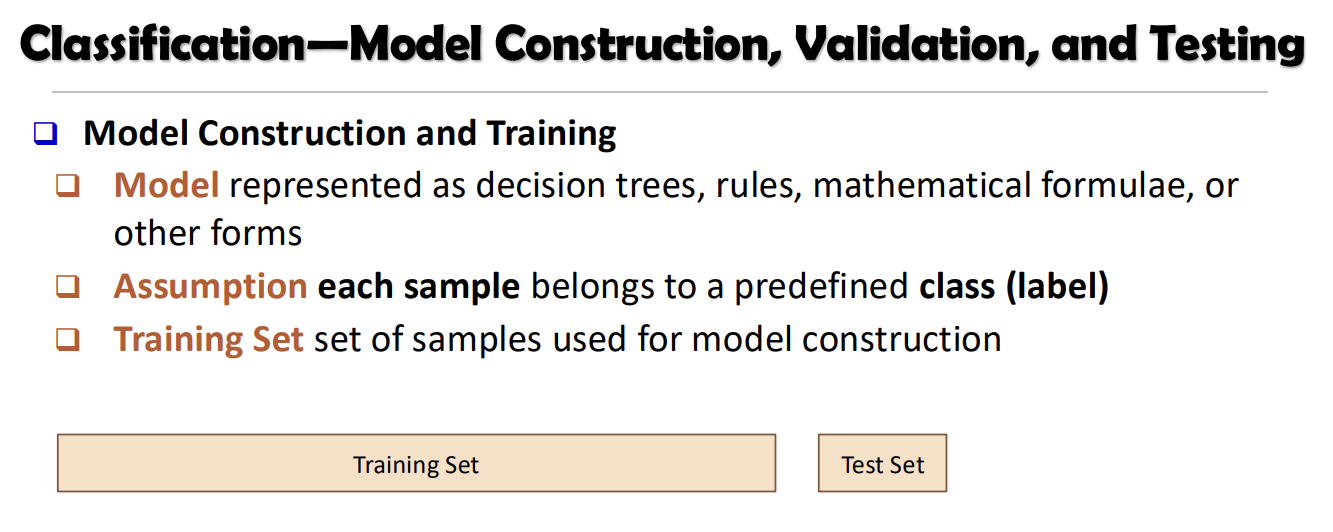 Classification—Model Construction, Validation, and Testing
❑ Model Construction and Training
❑ Model represented as decision trees, rules, mathematical formulae, or
other forms
❑ Assumption each sample belongs to a predefined class (label)
❑ Training Set set of samples used for model construction
Training Set
Test Set